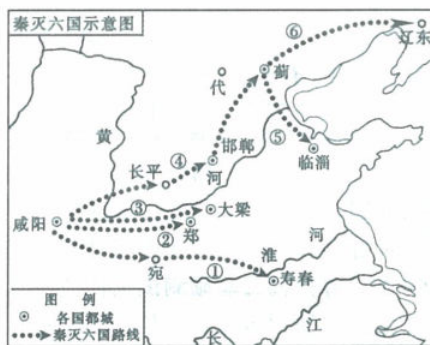 秦灭六国示意图
⑥
辽东
蓟
代
黄
⑤
邯郸
④
长平
河
临淄
③
大梁
咸阳
②
郑
河
淮
宛
①
寿春
图 例
各国都城
江
秦灭六国路线
长